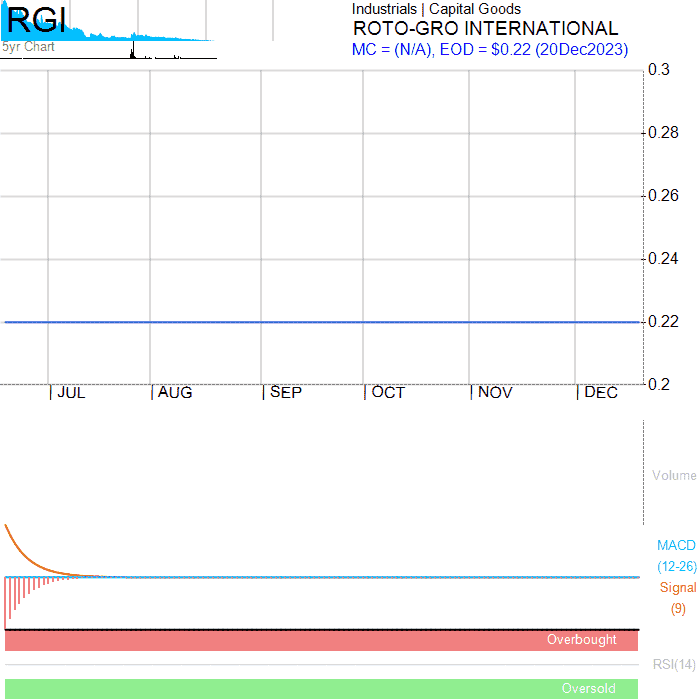 RGI
5yr Chart
Industrials | Capital Goods
ROTO-GRO INTERNATIONAL
MC = (N/A), EOD = $0.22 (20Dec2023)
0.3
0.28
0.26
0.24
0.22
0.2
JUL AUG SEP OCT NOV DEC
Volume
MACD
(12-26)
Signal
(9)
Overbought
RSI(14)
Oversold